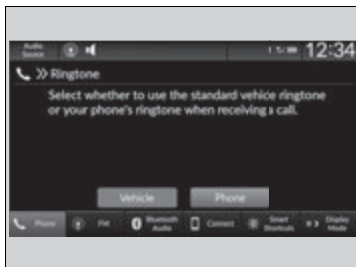 Audio
Source
12:34
Ringtone
Select whether to use the standard vehicle ringtone
or your phone's ringtone when receiving a call.
Vehicle
Phone
Phone
FM
Bluetooth
Audio
Connect
Smart
Shortcuts
Display
Mode